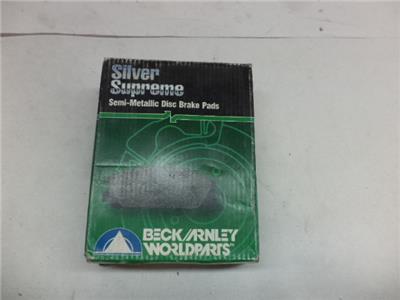 Silver
Supreme
Semi-Metallic Disc Brake Pads
BECK/ARNLEY
WORLDPARTS